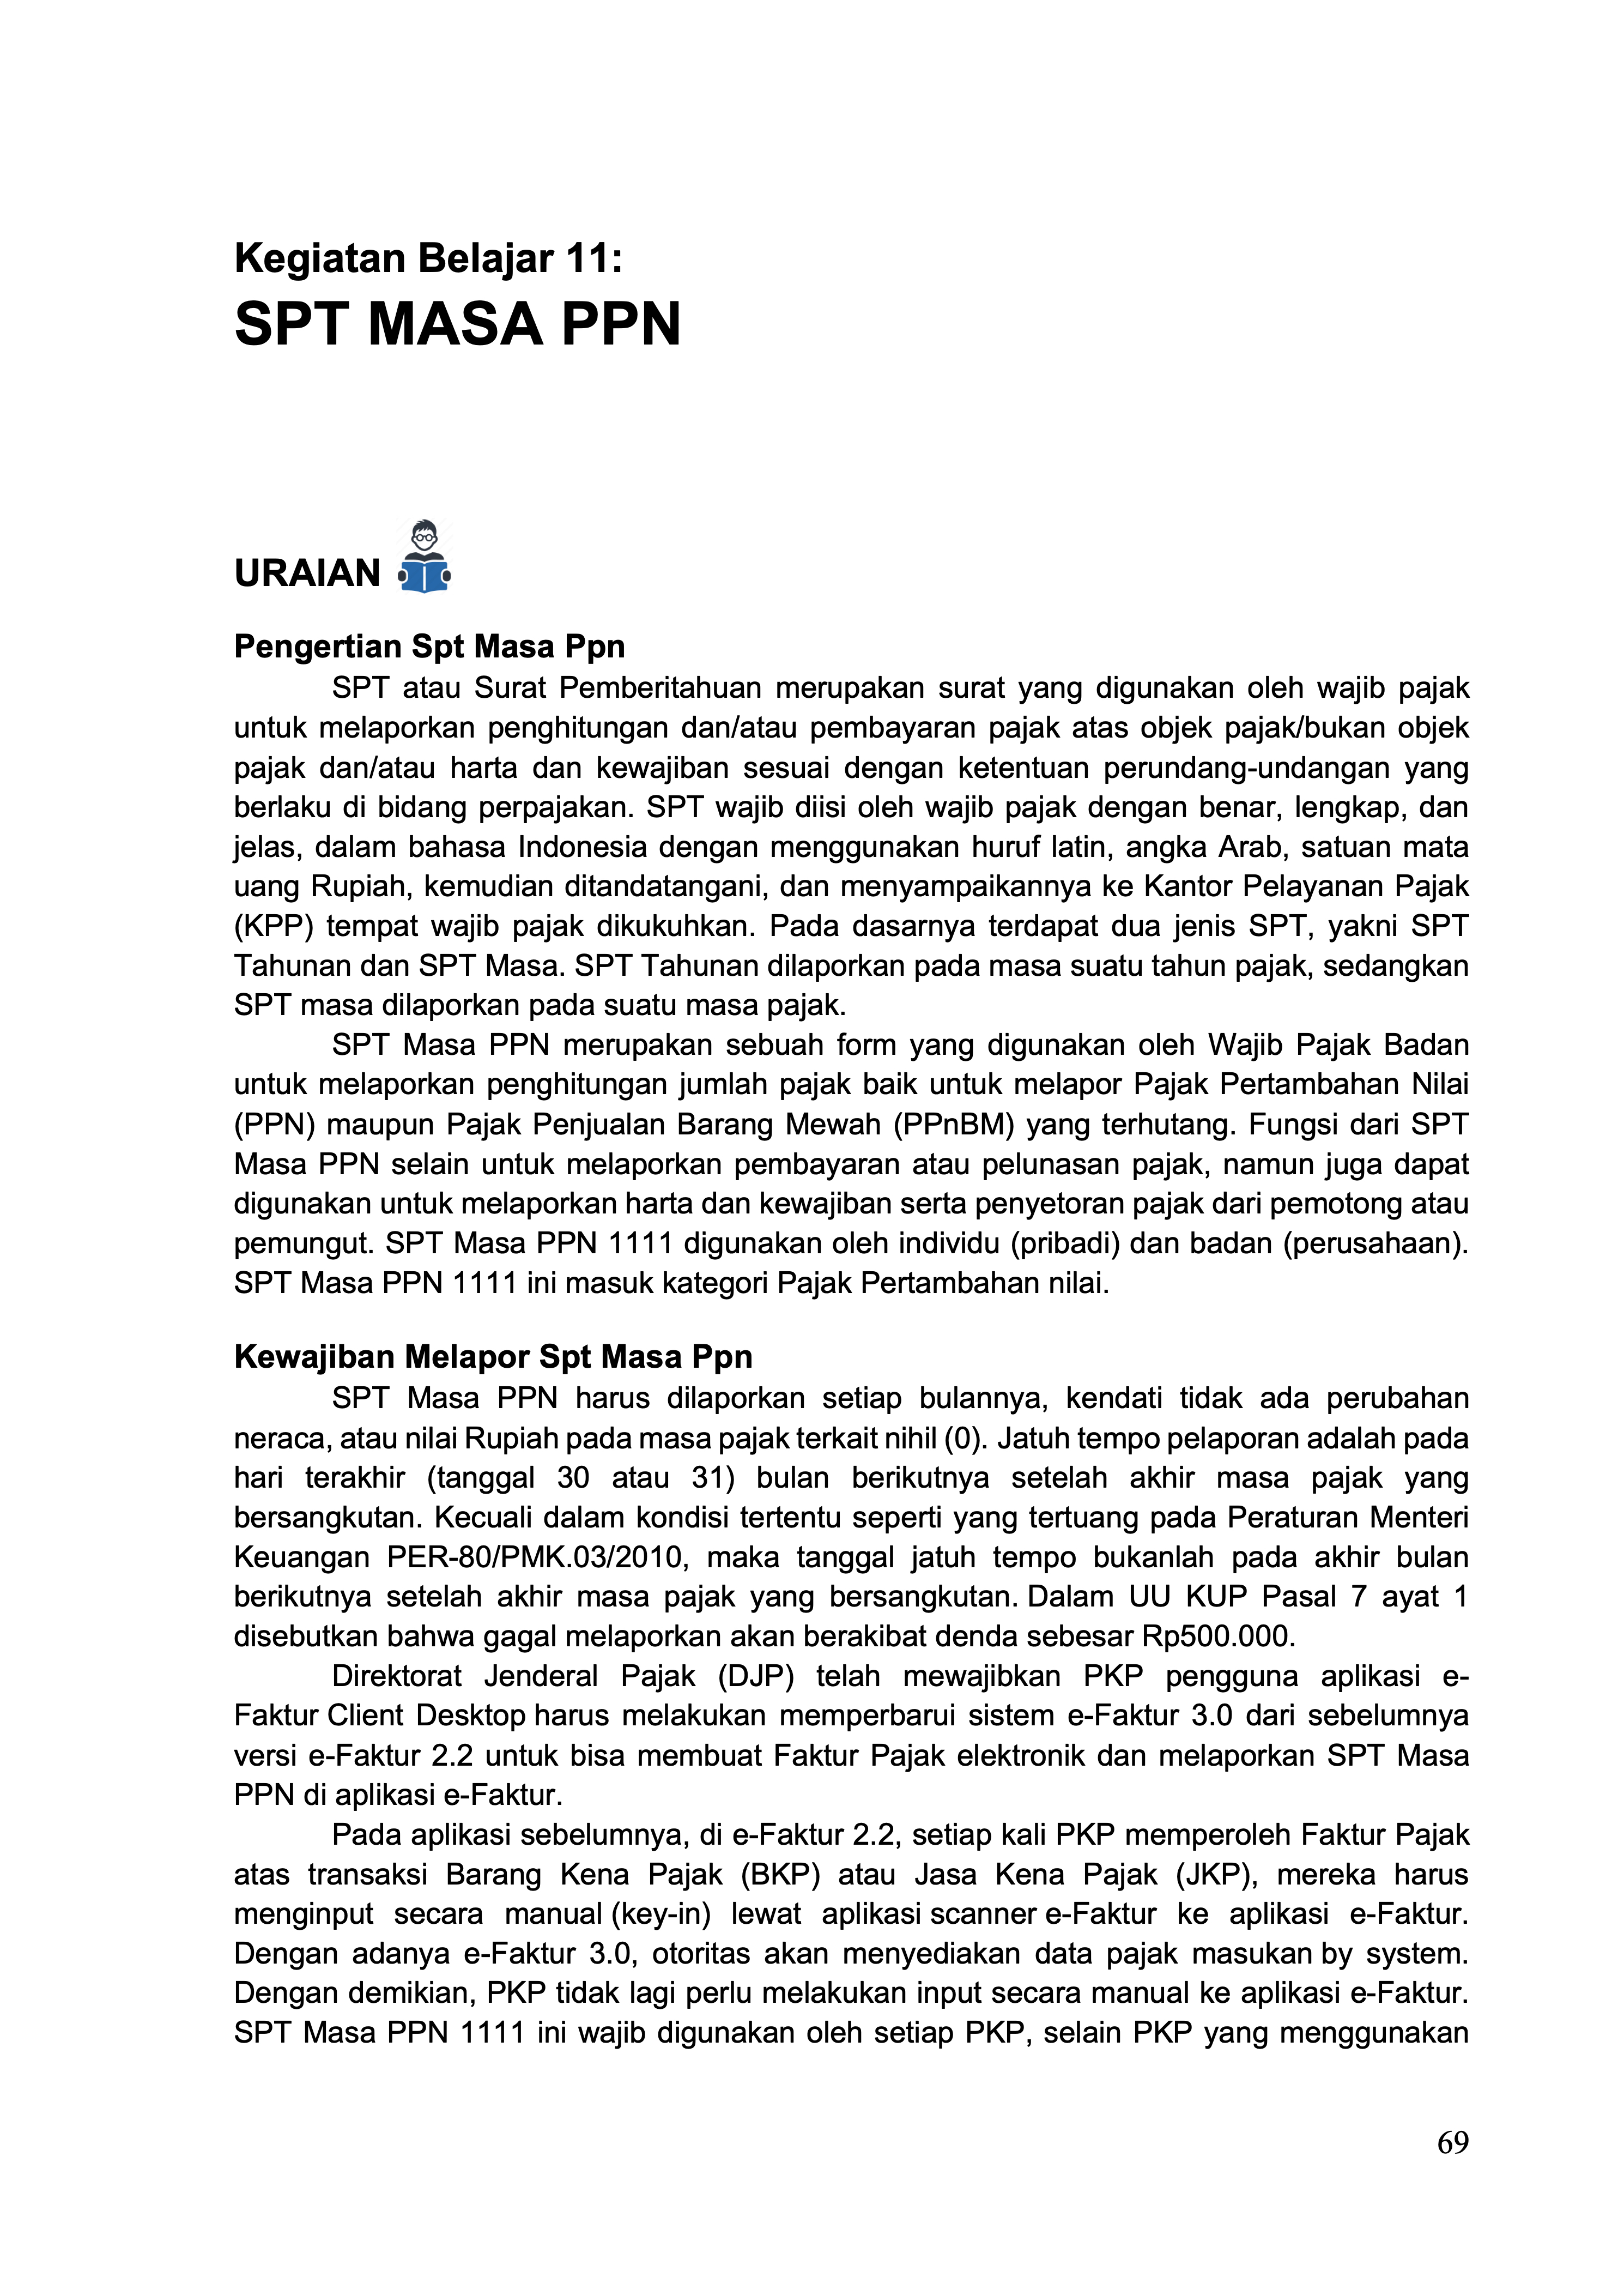 Kegiatan Belajar 11:
SPT MASA PPN
URAIAN
Pengertian Spt Masa Ppn
SPT atau Surat Pemberitahuan merupakan surat yang digunakan oleh wajib pajak
untuk melaporkan penghitungan dan/atau pembayaran pajak atas objek pajak/bukan objek
pajak dan/atau harta dan kewajiban sesuai dengan ketentuan perundang-undangan yang
berlaku di bidang perpajakan. SPT wajib diisi oleh wajib pajak dengan benar, lengkap, dan
jelas, dalam bahasa Indonesia dengan menggunakan huruf latin, angka Arab, satuan mata
uang Rupiah, kemudian ditandatangani, dan menyampaikannya ke Kantor Pelayanan Pajak
(KPP) tempat wajib pajak dikukuhkan. Pada dasarnya terdapat dua jenis SPT, yakni SPT
Tahunan dan SPT Masa. SPT Tahunan dilaporkan pada masa suatu tahun pajak, sedangkan
SPT masa dilaporkan pada suatu masa pajak.
SPT Masa PPN merupakan sebuah form yang digunakan oleh Wajib Pajak Badan
untuk melaporkan penghitungan jumlah pajak baik untuk melapor Pajak Pertambahan Nilai
(PPN) maupun Pajak Penjualan Barang Mewah (PPnBM) yang terhutang. Fungsi dari SPT
Masa PPN selain untuk melaporkan pembayaran atau pelunasan pajak, namun juga dapat
digunakan untuk melaporkan harta dan kewajiban serta penyetoran pajak dari pemotong atau
pemungut. SPT Masa PPN 1111 digunakan oleh individu (pribadi) dan badan (perusahaan).
SPT Masa PPN 1111 ini masuk kategori Pajak Pertambahan nilai.
Kewajiban Melapor Spt Masa Ppn
SPT Masa PPN harus dilaporkan setiap bulannya, kendati tidak ada perubahan
neraca, atau nilai Rupiah pada masa pajak terkait nihil (0). Jatuh tempo pelaporan adalah pada
hari terakhir (tanggal 30 atau 31) bulan berikutnya setelah akhir masa pajak yang
bersangkutan. Kecuali dalam kondisi tertentu seperti yang tertuang pada Peraturan Menteri
Keuangan PER-80/PMK.03/2010, maka tanggal jatuh tempo bukanlah pada akhir bulan
berikutnya setelah akhir masa pajak yang bersangkutan. Dalam UU KUP Pasal 7 ayat 1
disebutkan bahwa gagal melaporkan akan berakibat denda sebesar Rp500.000.
Direktorat Jenderal Pajak (DJP) telah mewajibkan PKP pengguna aplikasi e-
Faktur Client Desktop harus melakukan memperbarui sistem e-Faktur 3.0 dari sebelumnya
versi e-Faktur 2.2 untuk bisa membuat Faktur Pajak elektronik dan melaporkan SPT Masa
PPN di aplikasi e-Faktur.
Pada aplikasi sebelumnya, di e-Faktur 2.2, setiap kali PKP memperoleh Faktur Pajak
atas transaksi Barang Kena Pajak (BKP) atau Jasa Kena Pajak (JKP), mereka harus
menginput secara manual (key-in) lewat aplikasi scanner e-Faktur ke aplikasi e-Faktur.
Dengan adanya e-Faktur 3.0, otoritas akan menyediakan data pajak masukan by system.
Dengan demikian, PKP tidak lagi perlu melakukan input secara manual ke aplikasi e-Faktur.
SPT Masa PPN 1111 ini wajib digunakan oleh setiap PKP, selain PKP yang menggunakan
69